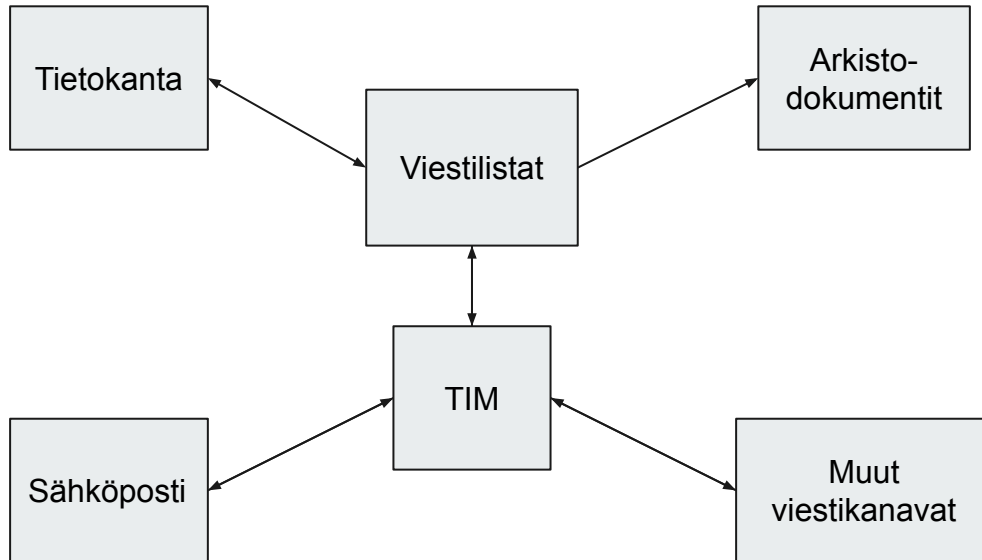 Tietokanta
Arkisto-
dokumentit
Viestilistat
TIM
Sähköposti
Muut
viestikanavat